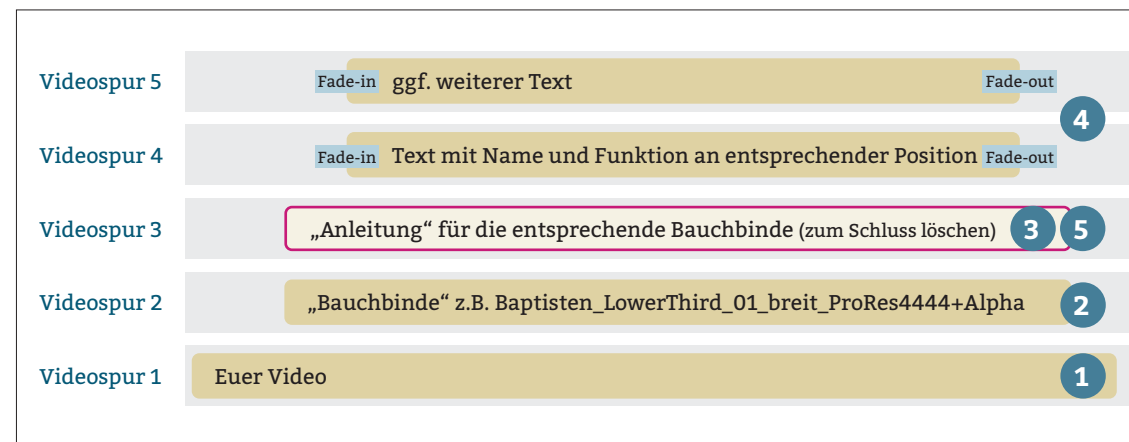 Videospur 5 Fade-in ggf. weiterer Text Fade-out
4
Videospur 4 Fade-in Text mit Name und Funktion an entsprechender Position Fade-out
Videospur 3 „Anleitung“ für die entsprechende Bauchbinde (zum Schluss löschen) 3 5
Videospur 2 „Bauchbinde“ z.B. Baptisten_LowerThird_01_breit_ProRes4444+Alpha 2
Videospur 1 Euer Video 1